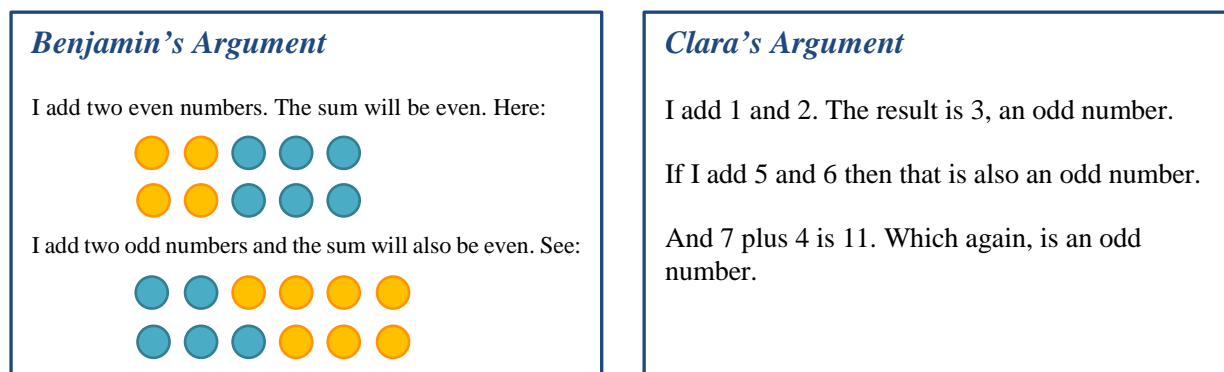 Benjamin's Argument
I add two even numbers. The sum will be even. Here:
I add two odd numbers and the sum will also be even. See:
Clara's Argument
I add 1 and 2. The result is 3, an odd number.
If I add 5 and 6 then that is also an odd number.
And 7 plus 4 is 11. Which again, is an odd
number.